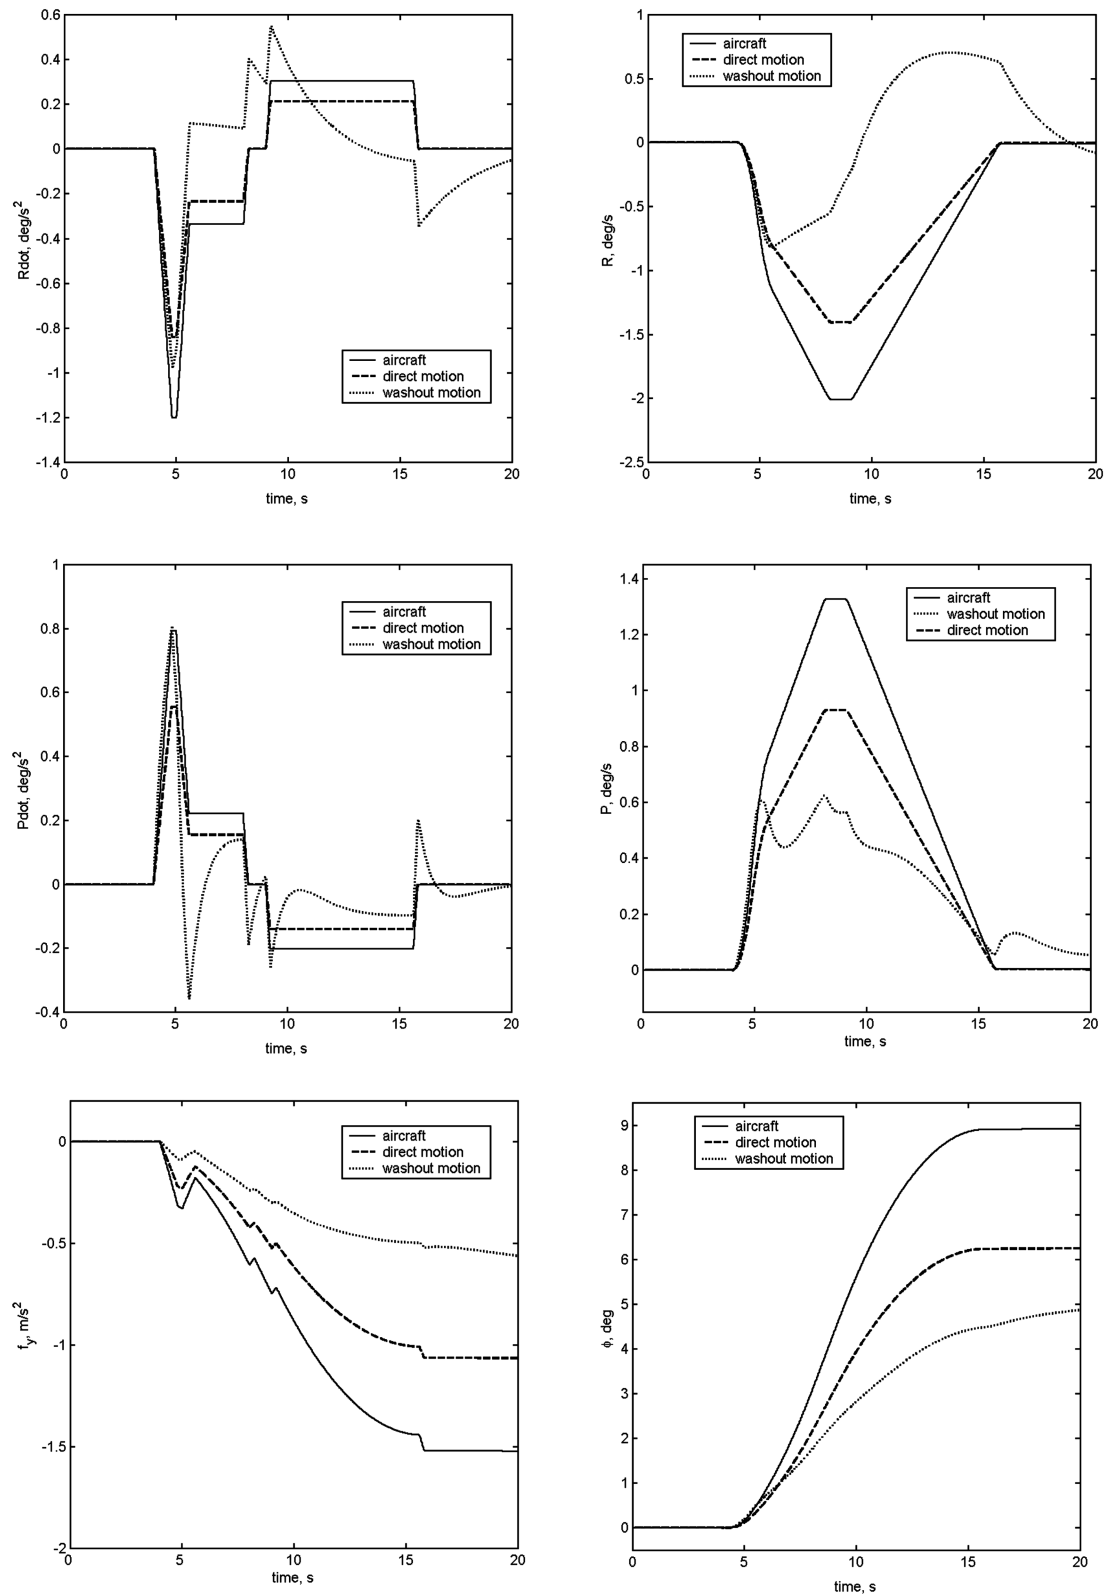 0.6
0.4
0.2
0
-0.2
-0.4
-0.6
-0.8
-1
-1.2
-1.4
Rdot, deg/s²
aircraft
direct motion
washout motion
0 5 10 15 20
time, s
1
0.5
0
-0.5
-1
-1.5
-2
-2.5
R, deg/s
aircraft
direct motion
washout motion
0 5 10 15 20
time, s
1
0.8
0.6
0.4
0.2
0
-0.2
-0.4
Pdot, deg/s²
aircraft
direct motion
washout motion
0 5 10 15 20
time, s
1.4
1.2
1
0.8
0.6
0.4
0.2
0
P, deg/s
aircraft
washout motion
direct motion
0 5 10 15 20
time, s
0
-0.5
-1
-1.5
-2
f_y, m/s²
aircraft
direct motion
washout motion
0 5 10 15 20
time, s
9
8
7
6
5
4
3
2
1
0
ϕ, deg
aircraft
direct motion
washout motion
0 5 10 15 20
time, s